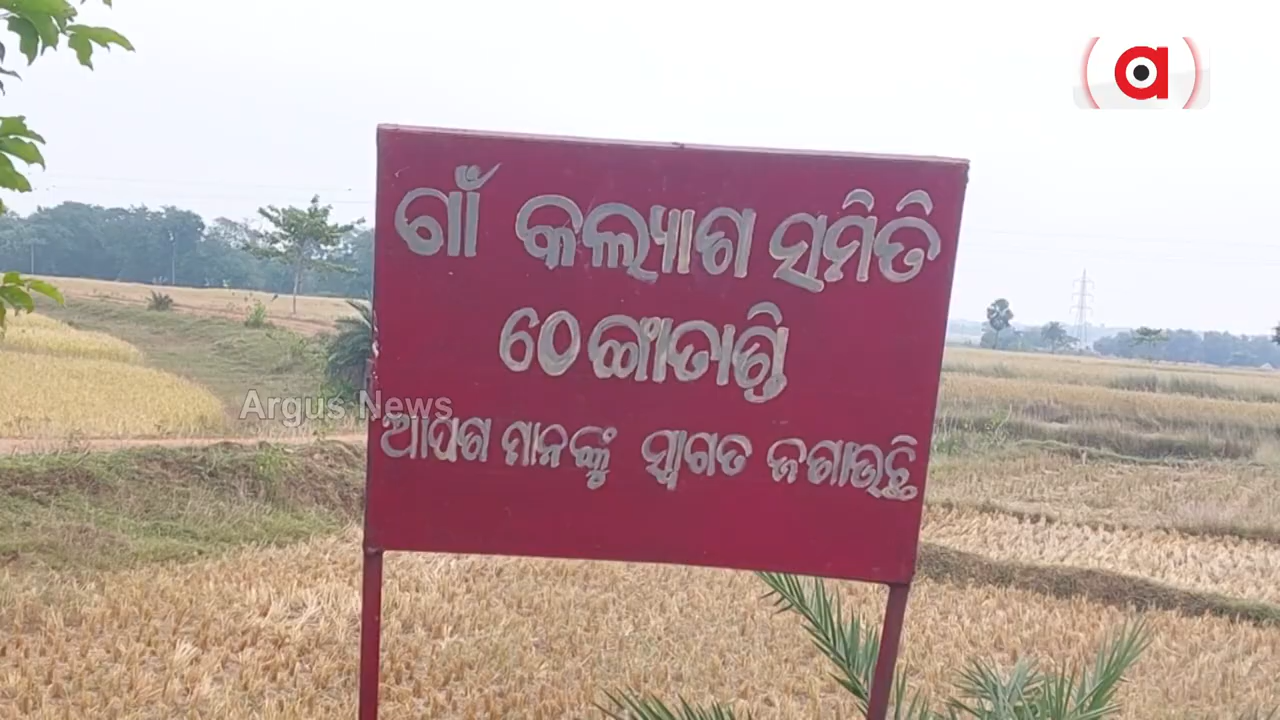 ଗାଁ କଲ୍ୟାଣ ସମିତି
ଠେଙ୍ଗାତାଣ୍ଡି
ଆପଣ ମାନଙ୍କୁ ସ୍ୱାଗତ ଜଣାଉଛି
Argus News
a